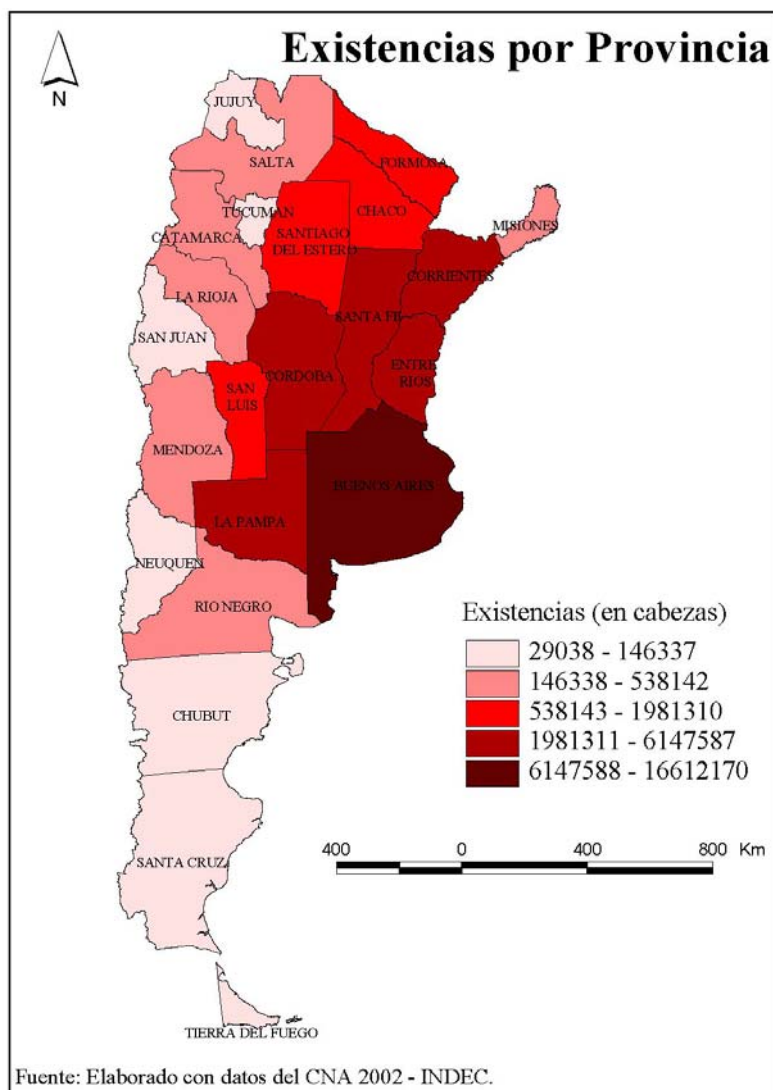 Existencias por Provincia
N
JUJUY
SALTA
FORMOSA
CHACO
TUCUMAN
MISIONES
CATAMARCA
SANTIAGO
DEL ESTERO
CORRIENTES
LA RIOJA
SANTA FE
SAN JUAN
CORDOBA
ENTRE
RIOS
SAN
LUIS
MENDOZA
BUENOS AIRES
LA PAMPA
NEUQUEN
RIO NEGRO
CHUBUT
SANTA CRUZ
TIERRA DEL FUEGO
Existencias (en cabezas)
29038 - 146337
146338 - 538142
538143 - 1981310
1981311 - 6147587
6147588 - 16612170
400 0 400 800 Km
Fuente: Elaborado con datos del CNA 2002 - INDEC.